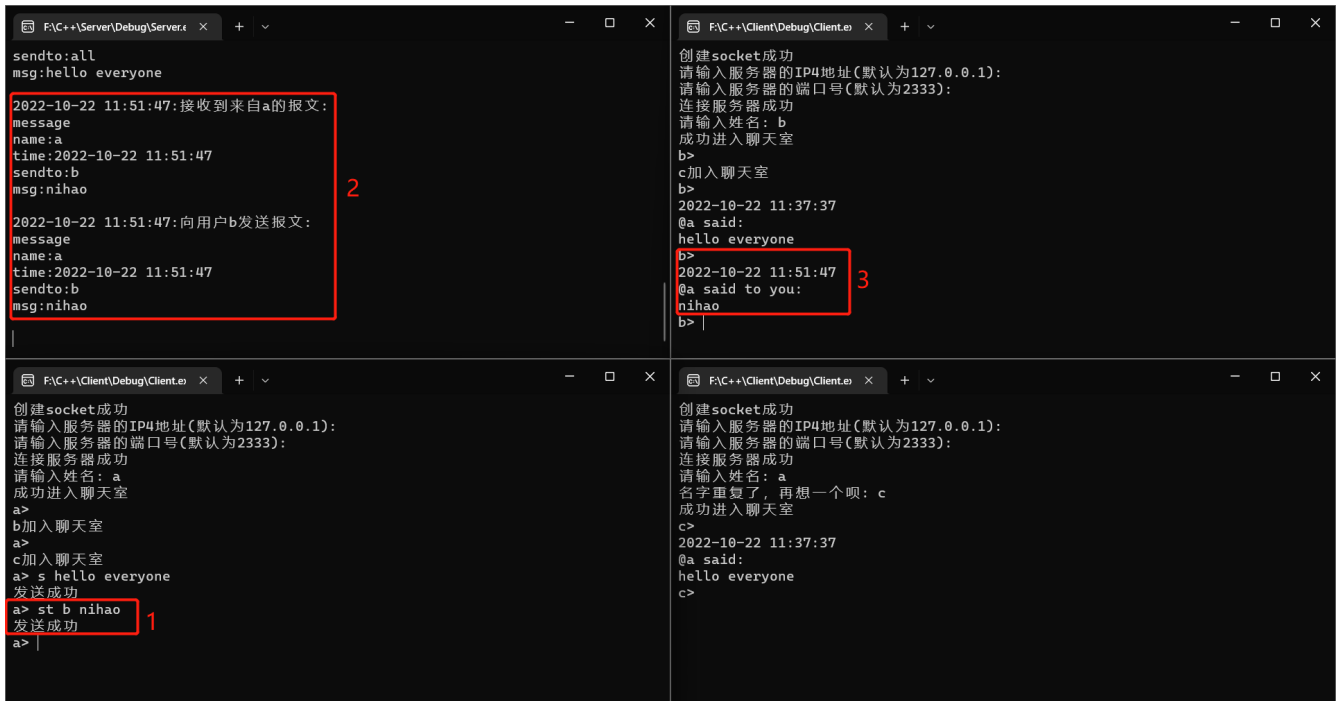 F:\C++\Server\Debug\Server.e
sendto:all
msg:hello everyone
2022-10-22 11:51:47:接收到来自a的报文:
message
name:a
time:2022-10-22 11:51:47
sendto:b
msg:nihao
2
2022-10-22 11:51:47:向用户b发送报文:
message
name:a
time:2022-10-22 11:51:47
sendto:b
msg:nihao
F:\C++\Client\Debug\Client.e
创建socket成功
请输入服务器的IP4地址(默认为127.0.0.1):
请输入服务器的端口号(默认为2333):
连接服务器成功
请输入姓名: b
成功进入聊天室
b>
c加入聊天室
b>
2022-10-22 11:37:37
@a said:
hello everyone
b>
2022-10-22 11:51:47
@a said to you:
nihao
3
b>
F:\C++\Client\Debug\Client.e
创建socket成功
请输入服务器的IP4地址(默认为127.0.0.1):
请输入服务器的端口号(默认为2333):
连接服务器成功
请输入姓名: a
成功进入聊天室
a>
b加入聊天室
a>
c加入聊天室
a> s hello everyone
发送成功
a> st b nihao
发送成功
1
a>
F:\C++\Client\Debug\Client.e
创建socket成功
请输入服务器的IP4地址(默认为127.0.0.1):
请输入服务器的端口号(默认为2333):
连接服务器成功
请输入姓名: a
名字重复了, 再想一个呗: c
成功进入聊天室
c>
2022-10-22 11:37:37
@a said:
hello everyone
c>